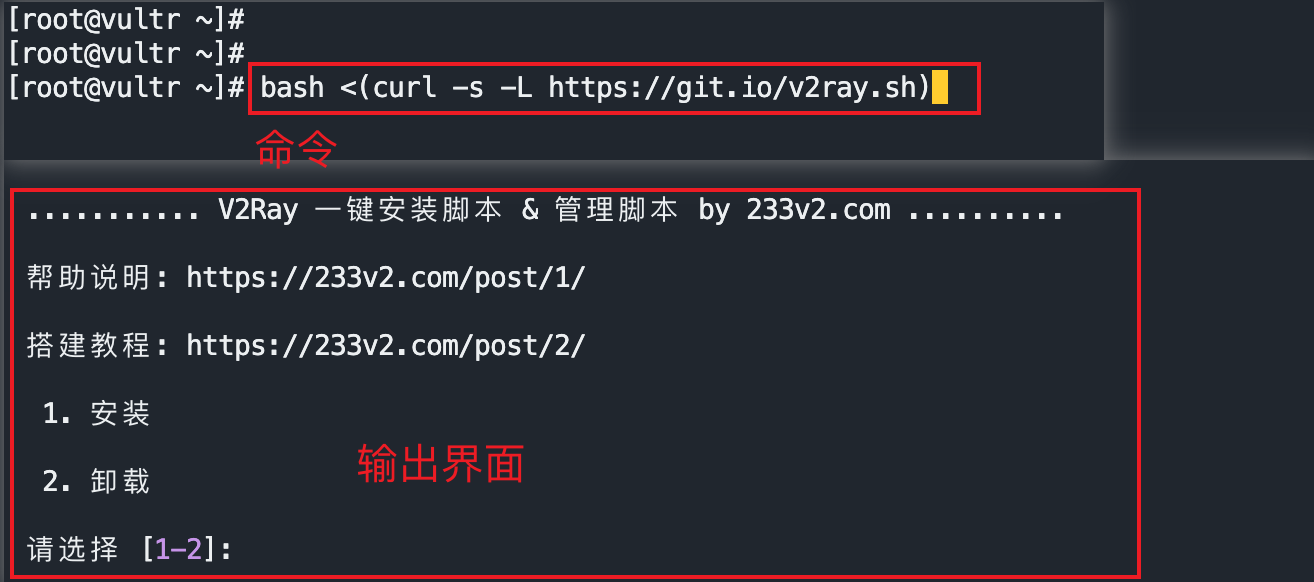 [root@vultr ~]#
[root@vultr ~]#
[root@vultr ~]# bash <(curl -s -L https://git.io/v2ray.sh)
命令
........... V2Ray 一键安装脚本 & 管理脚本 by 233v2.com ..........
帮助说明: https://233v2.com/post/1/
搭建教程: https://233v2.com/post/2/
1. 安装
输出界面
2. 卸载
请选择 [1-2]: